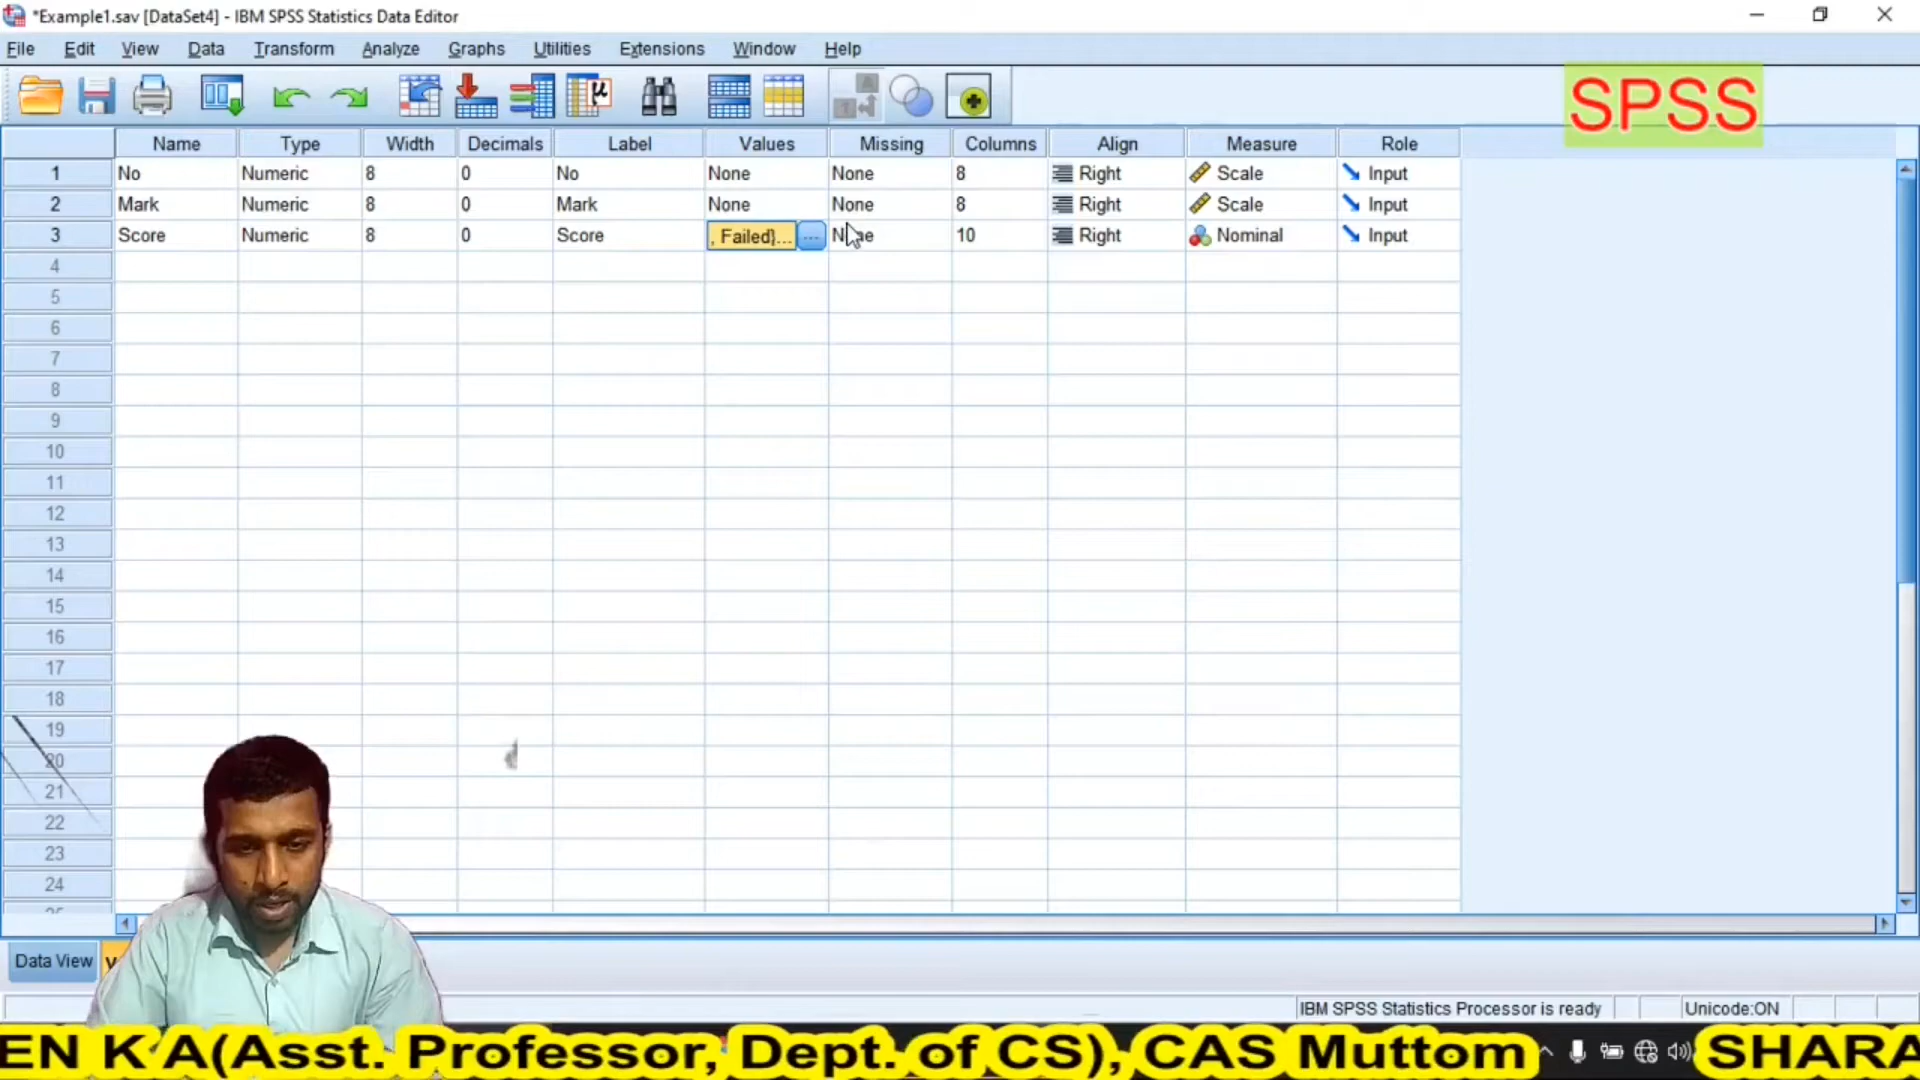 *Example1.sav [DataSet4] - IBM SPSS Statistics Data Editor
File Edit View Data Transform Analyze Graphs Utilities Extensions Window Help
SPSS
Name Type Width Decimals Label Values Missing Columns Align Measure Role
1 No Numeric 8 0 No None None 8 Right Scale Input
2 Mark Numeric 8 0 Mark None None 8 Right Scale Input
3 Score Numeric 8 0 Score , Failed}... ... None 10 Right Nominal Input
4
5
6
7
8
9
10
11
12
13
14
15
16
17
18
19
20
21
22
23
24
Data View
IBM SPSS Statistics Processor is ready Unicode:ON
EN K A(Asst. Professor, Dept. of CS), CAS Muttom SHARA